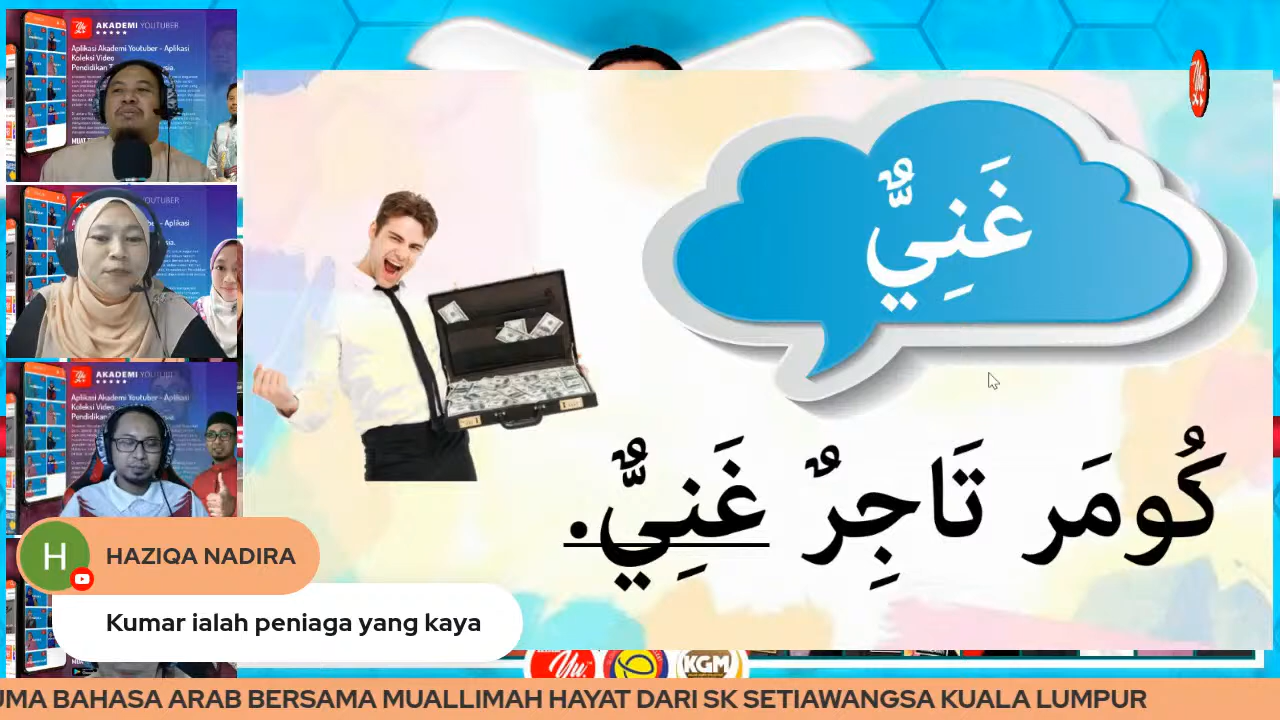 AKADEMI YOUTUBER
Aplikasi Akademi Youtuber - Aplikasi
Koleksi Video
غَنِيٌّ
كُومَر تَاجِرٌ غَنِيٌّ.
H
HAZIQA NADIRA
Kumar ialah peniaga yang kaya
Yu
KGM
UMA BAHASA ARAB BERSAMA MUALLIMAH HAYAT DARI SK SETIAWANGSA KUALA LUMPUR